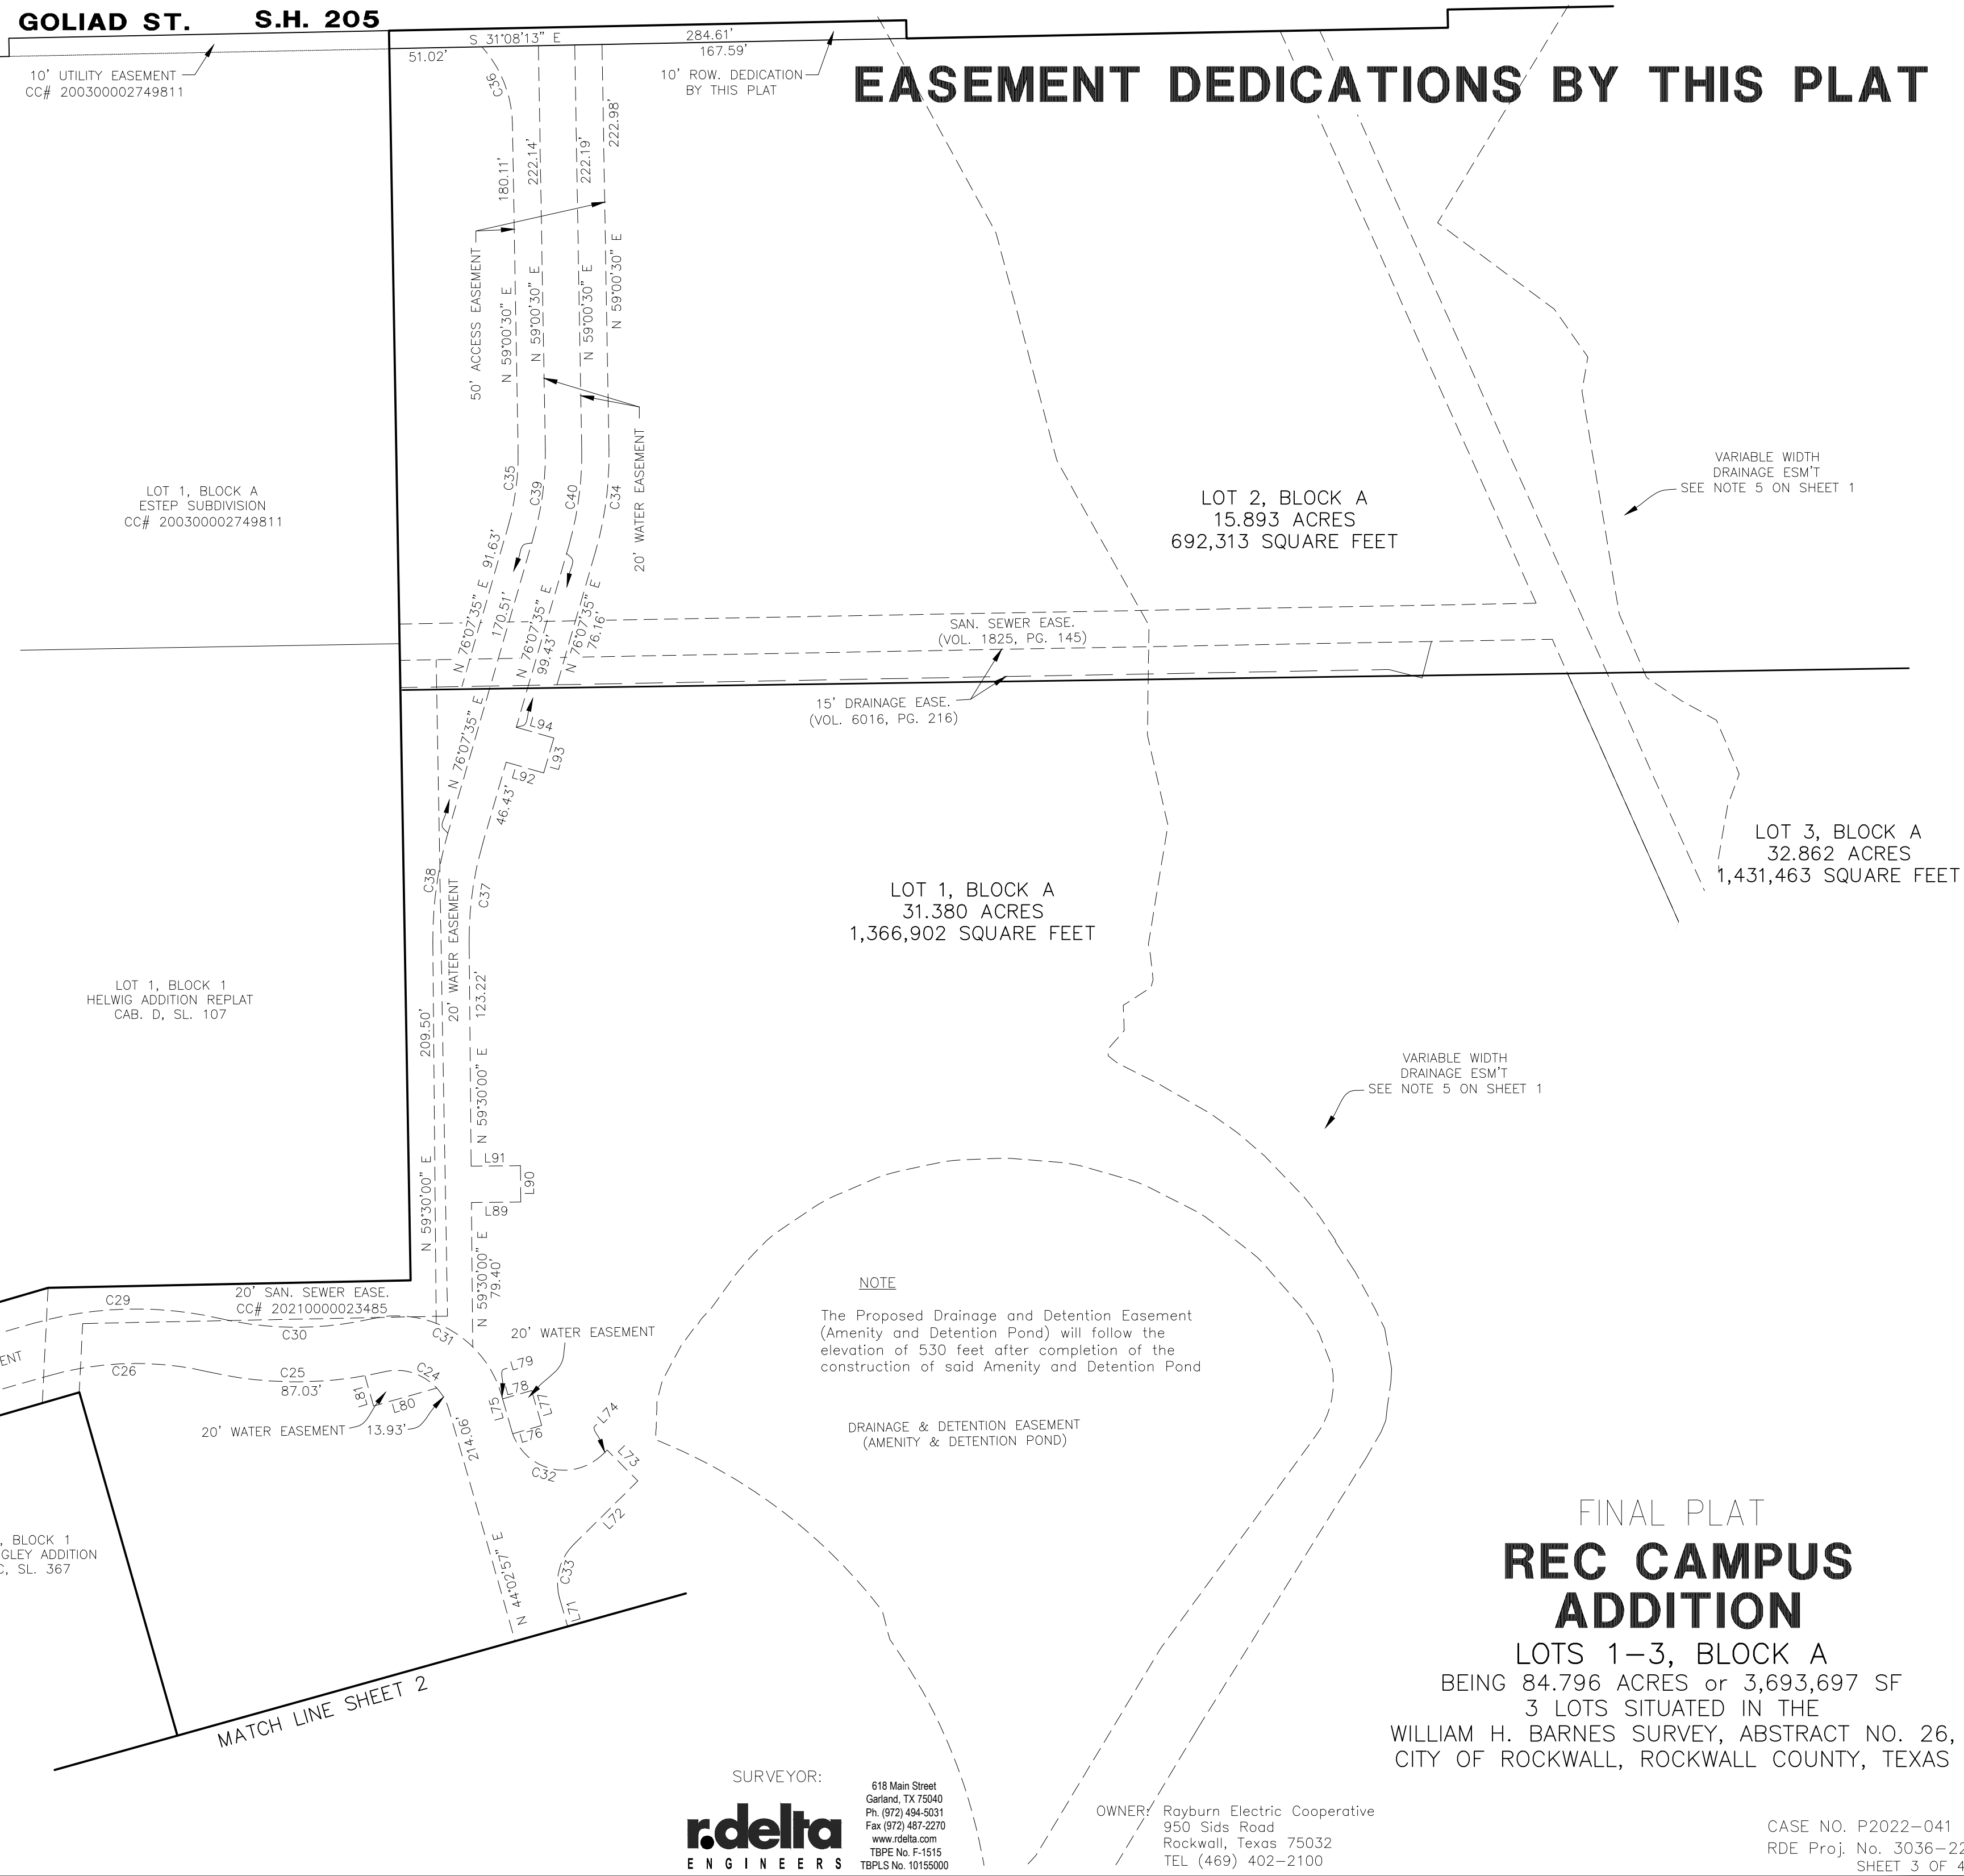 GOLIAD ST. S.H. 205
EASEMENT DEDICATIONS BY THIS PLAT
10' UTILITY EASEMENT
CC# 200300002749811
S 31°08'13" E
284.61'
51.02'
167.59'
10' ROW. DEDICATION
BY THIS PLAT
C36
180.11'
222.14'
222.19'
222.98'
50' ACCESS EASEMENT
N 59°00'30" E
N 59°00'30" E
N 59°00'30" E
N 59°00'30" E
20' WATER EASEMENT
C35
C39
C40
C34
LOT 1, BLOCK A
ESTEP SUBDIVISION
CC# 200300002749811
LOT 2, BLOCK A
15.893 ACRES
692,313 SQUARE FEET
VARIABLE WIDTH
DRAINAGE ESM'T
SEE NOTE 5 ON SHEET 1
N 76°07'35" E 91.63'
170.51'
N 76°07'35" E
99.43'
N 76°07'35" E
76.16'
SAN. SEWER EASE.
(VOL. 1825, PG. 145)
15' DRAINAGE EASE.
(VOL. 6016, PG. 216)
N 76°07'35" E
L94
L93
L92
46.43'
C38
C37
20' WATER EASEMENT
LOT 3, BLOCK A
32.862 ACRES
1,431,463 SQUARE FEET
LOT 1, BLOCK A
31.380 ACRES
1,366,902 SQUARE FEET
LOT 1, BLOCK 1
HELWIG ADDITION REPLAT
CAB. D, SL. 107
209.50'
123.22'
N 59°30'00" E
N 59°30'00" E
VARIABLE WIDTH
DRAINAGE ESM'T
SEE NOTE 5 ON SHEET 1
L91
L90
L89
N 59°30'00" E
79.40'
20' SAN. SEWER EASE.
CC# 20210000023485
C29
C30
C31
ENT
C26
C25
87.03'
C24
L81
L80
20' WATER EASEMENT
13.93'
20' WATER EASEMENT
L79
L78
L77
L75
L76
L74
L73
C32
L72
C33
L71
214.06'
N 44°02'57" E
NOTE
The Proposed Drainage and Detention Easement
(Amenity and Detention Pond) will follow the
elevation of 530 feet after completion of the
construction of said Amenity and Detention Pond
DRAINAGE & DETENTION EASEMENT
(AMENITY & DETENTION POND)
, BLOCK 1
GLEY ADDITION
C, SL. 367
MATCH LINE SHEET 2
FINAL PLAT
REC CAMPUS
ADDITION
LOTS 1-3, BLOCK A
BEING 84.796 ACRES or 3,693,697 SF
3 LOTS SITUATED IN THE
WILLIAM H. BARNES SURVEY, ABSTRACT NO. 26,
CITY OF ROCKWALL, ROCKWALL COUNTY, TEXAS
SURVEYOR:
r.delta
ENGINEERS
618 Main Street
Garland, TX 75040
Ph. (972) 494-5031
Fax (972) 487-2270
www.rdelta.com
TBPE No. F-1515
TBPLS No. 10155000
OWNER: Rayburn Electric Cooperative
950 Sids Road
Rockwall, Texas 75032
TEL (469) 402-2100
CASE NO. P2022-041
RDE Proj. No. 3036-22
SHEET 3 OF 4